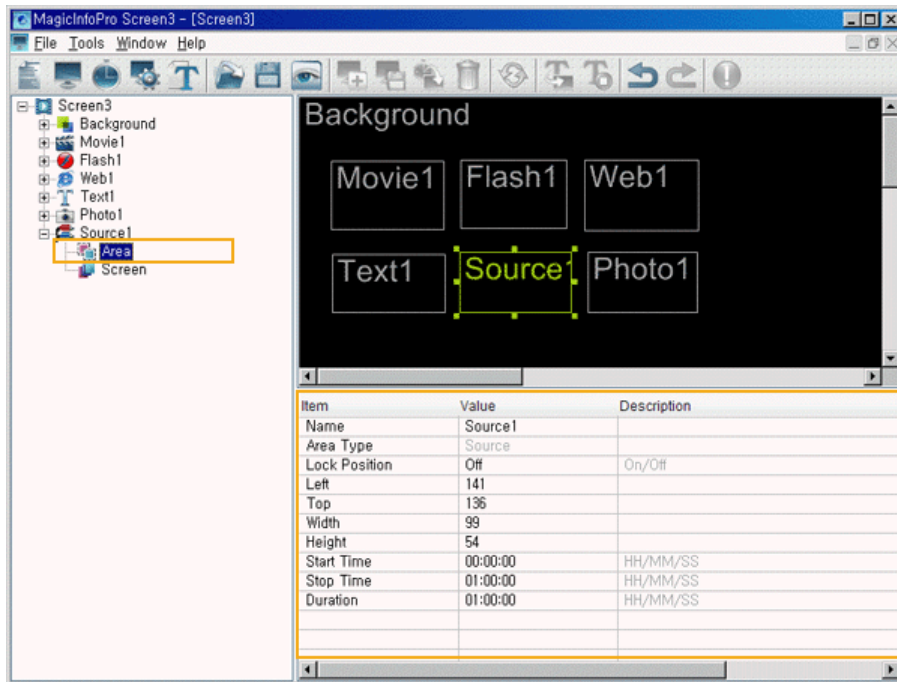 MagicInfoPro Screen3 - [Screen3]
File Tools Window Help
Screen3
Background
Movie1
Flash1
Web1
Text1
Photo1
Source1
Area
Screen
Background
Movie1 Flash1 Web1
Text1 Source1 Photo1
Item Value Description
Name Source1
Area Type Source
Lock Position Off On/Off
Left 141
Top 136
Width 99
Height 54
Start Time 00:00:00 HH/MM/SS
Stop Time 01:00:00 HH/MM/SS
Duration 01:00:00 HH/MM/SS